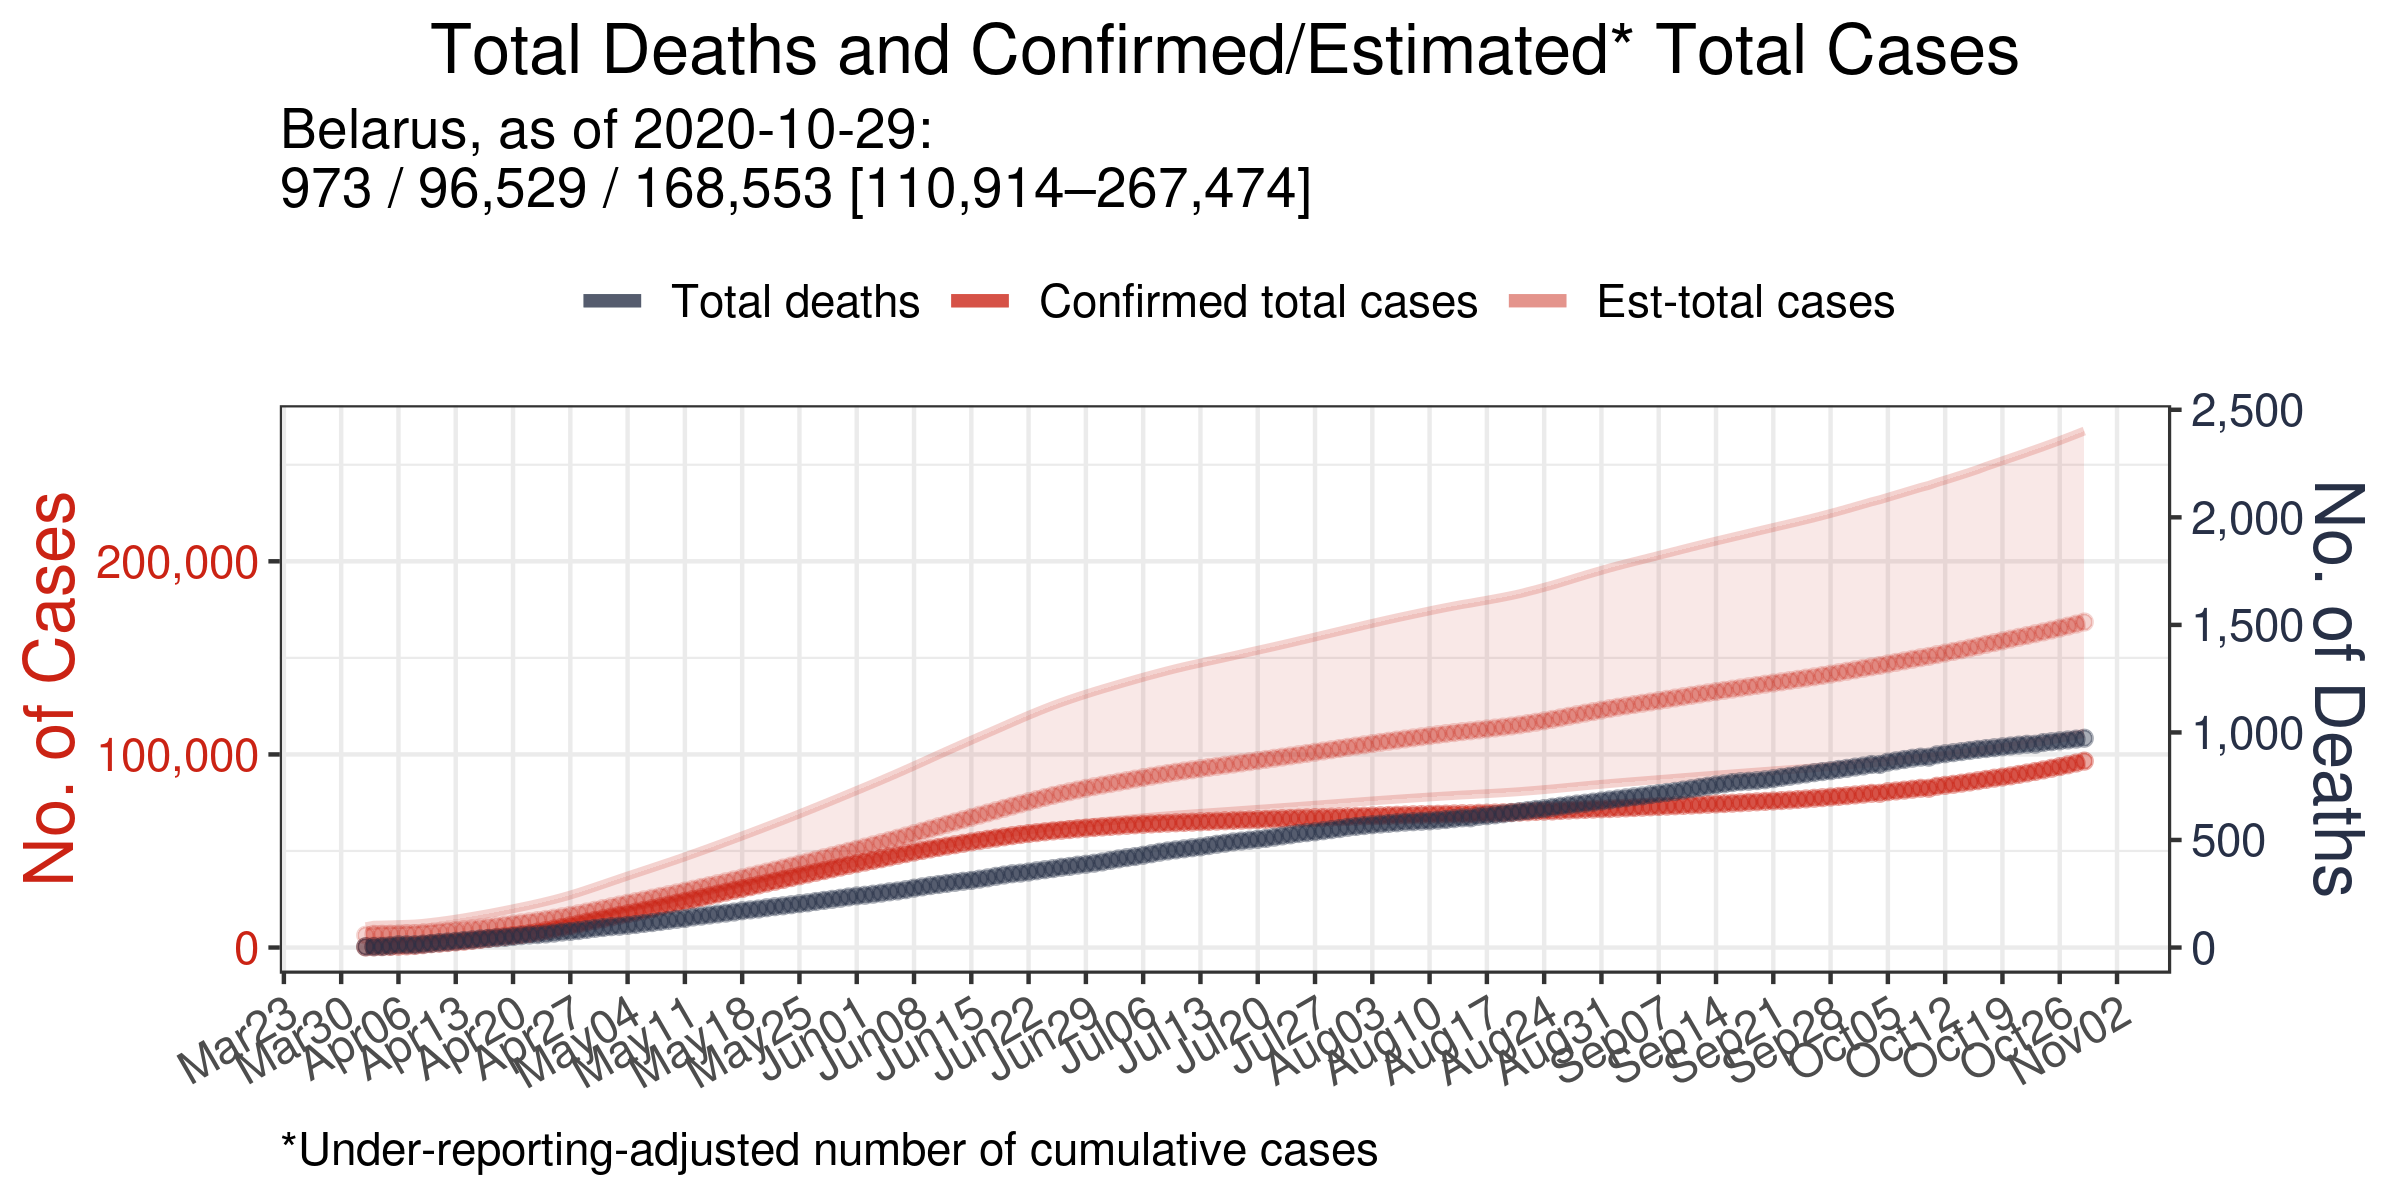 Total Deaths and Confirmed/Estimated* Total Cases
Belarus, as of 2020-10-29:
973 / 96,529 / 168,553 [110,914–267,474]
Total deaths Confirmed total cases Est-total cases
No. of Cases
200,000
100,000
0
2,500
2,000
1,500
1,000
500
0
No. of Deaths
Mar23 Mar30 Apr06 Apr13 Apr20 Apr27 May04 May11 May18 May25 Jun01 Jun08 Jun15 Jun22 Jun29 Jul06 Jul13 Jul20 Jul27 Aug03 Aug10 Aug17 Aug24 Aug31 Sep07 Sep14 Sep21 Sep28 Oct05 Oct12 Oct19 Oct26 Nov02
*Under-reporting-adjusted number of cumulative cases